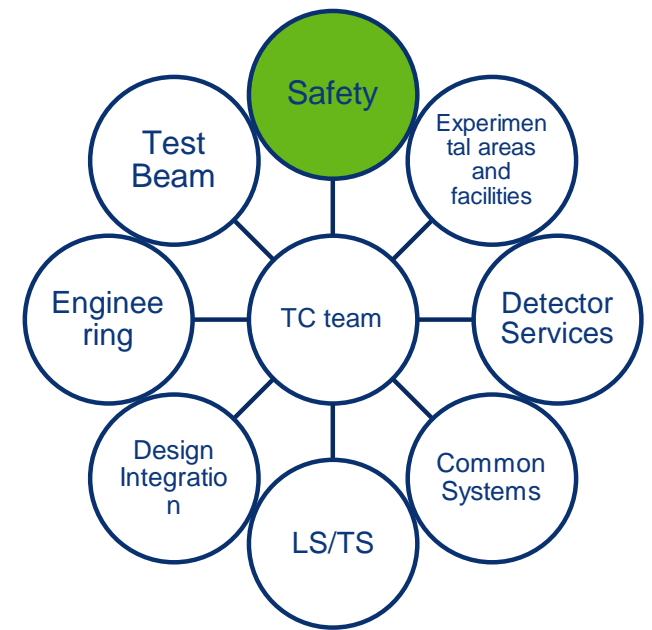 Safety
Experimen
tal areas
and
facilities
Test
Beam
Enginee
ring
TC team
Detector
Services
Design
Integratio
n
Common
Systems
LS/TS